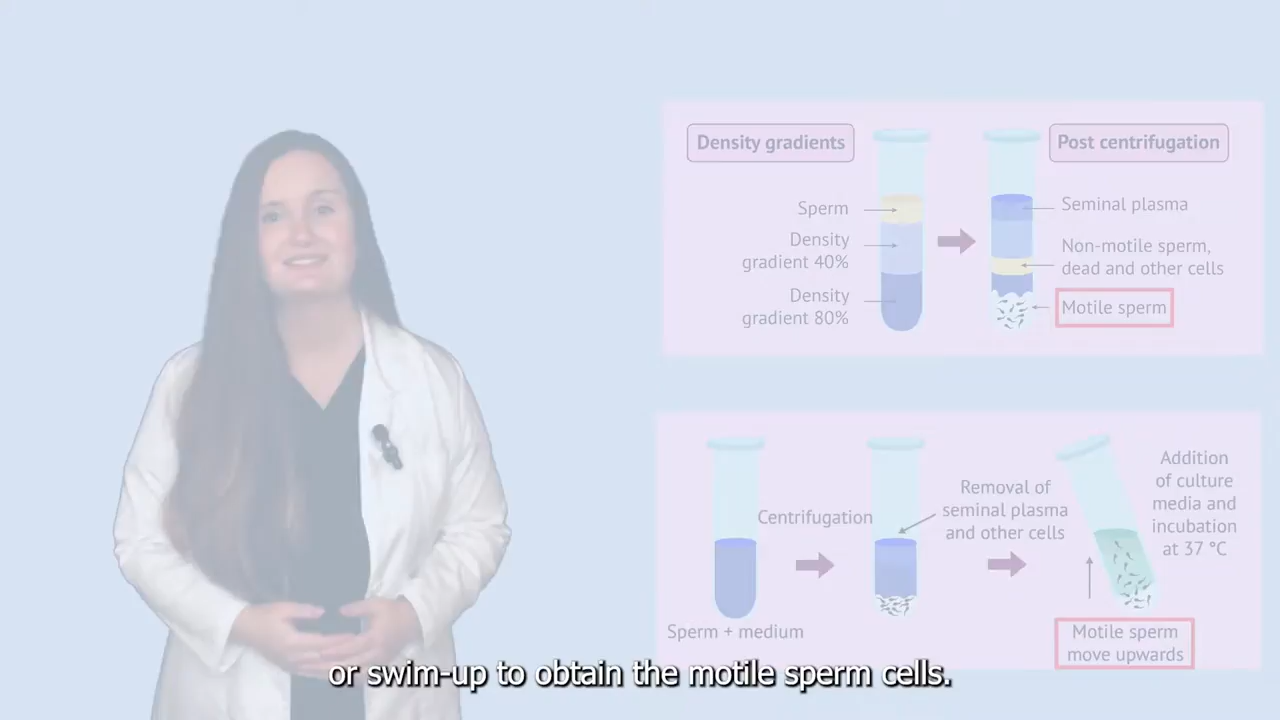 Density gradients
Post centrifugation
Sperm
Density
gradient 40%
Density
gradient 80%
Seminal plasma
Non-motile sperm,
dead and other cells
Motile sperm
Sperm + medium
Centrifugation
Removal of
seminal plasma
and other cells
Addition
of culture
media and
incubation
at 37 °C
Motile sperm
move upwards
or swim-up to obtain the motile sperm cells.